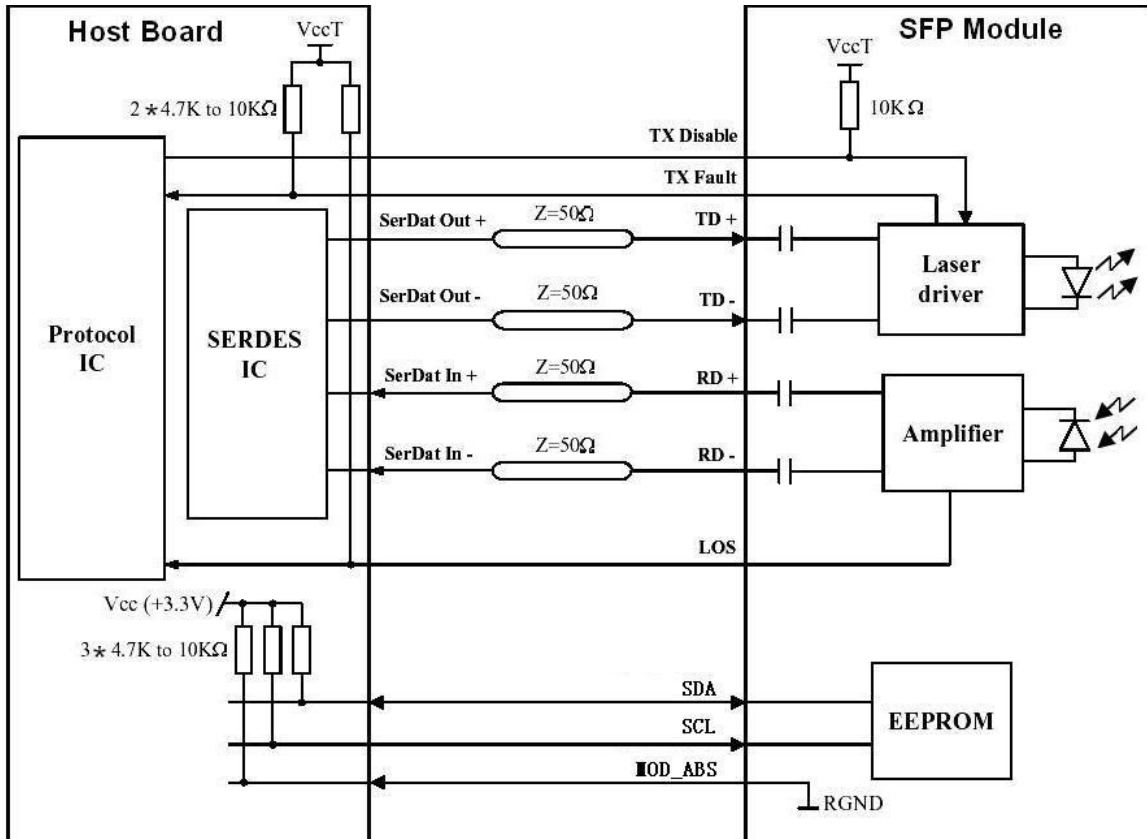 Host Board
SFP Module
VccT
VccT
2*4.7K to 10KΩ
10KΩ
TX Disable
TX Fault
SerDat Out +
Z=50Ω
TD +
Laser
driver
SerDat Out -
Z=50Ω
TD -
Protocol
IC
SERDES
IC
SerDat In +
Z=50Ω
RD +
Amplifier
SerDat In -
Z=50Ω
RD -
LOS
Vcc (+3.3V)
3*4.7K to 10KΩ
SDA
SCL
EEPROM
MOD_ABS
RGND